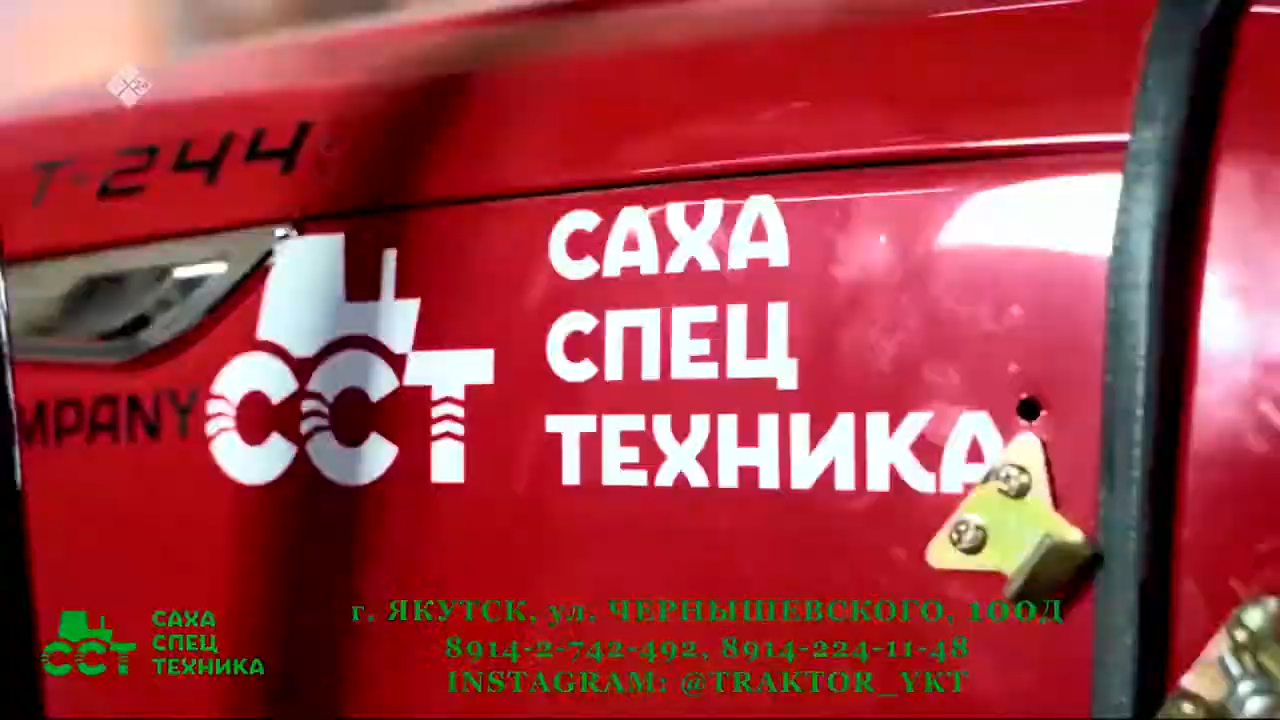 T-244
MPANY
ССТ
САХА
СПЕЦ
ТЕХНИКА
ССТ
САХА
СПЕЦ
ТЕХНИКА
г. ЯКУТСК, ул. ЧЕРНЫШЕВСКОГО, 100Д
8914-2-742-492, 8914-224-11-48
INSTAGRAM: @TRAKTOR_YKT